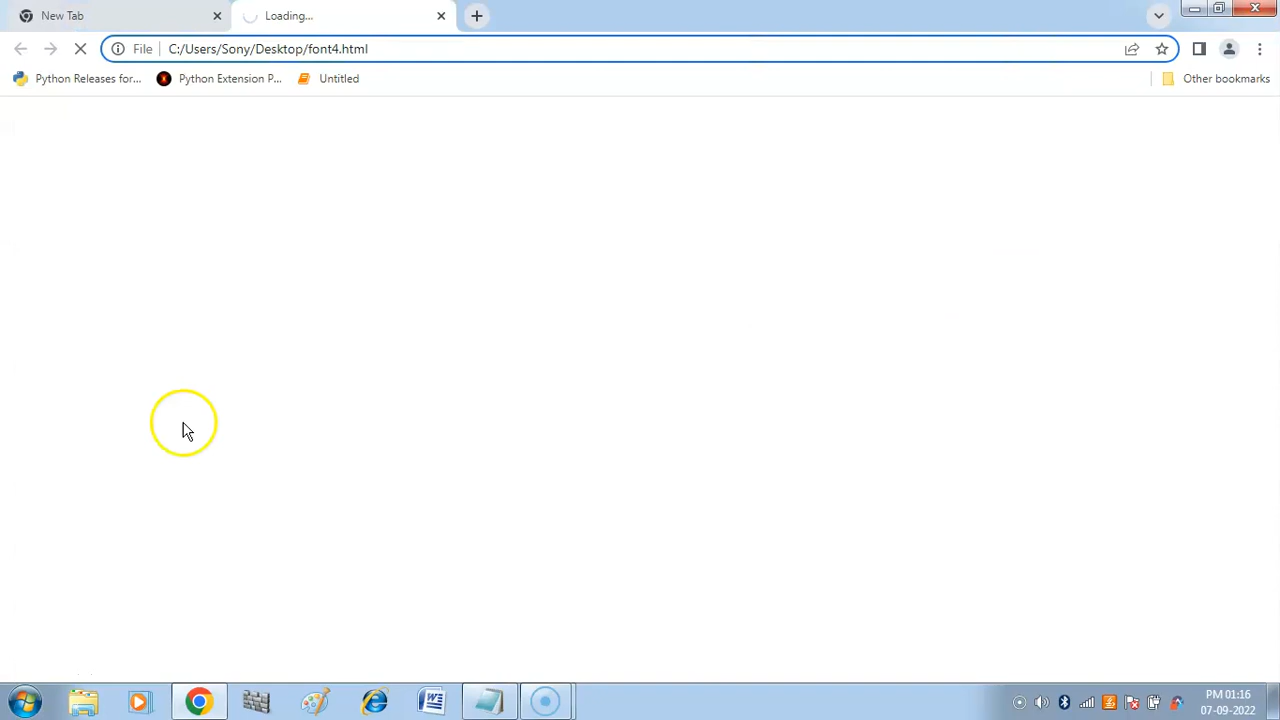 New Tab
Loading...
File
C:/Users/Sony/Desktop/font4.html
Python Releases for...
Python Extension P...
Untitled
Other bookmarks
PM 01:16
07-09-2022